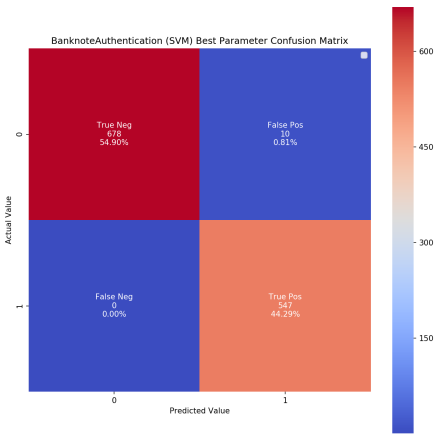 BanknoteAuthentication (SVM) Best Parameter Confusion Matrix
Actual Value
0
True Neg
678
54.90%
False Pos
10
0.81%
1
False Neg
0
0.00%
True Pos
547
44.29%
0
1
Predicted Value
600
450
300
150